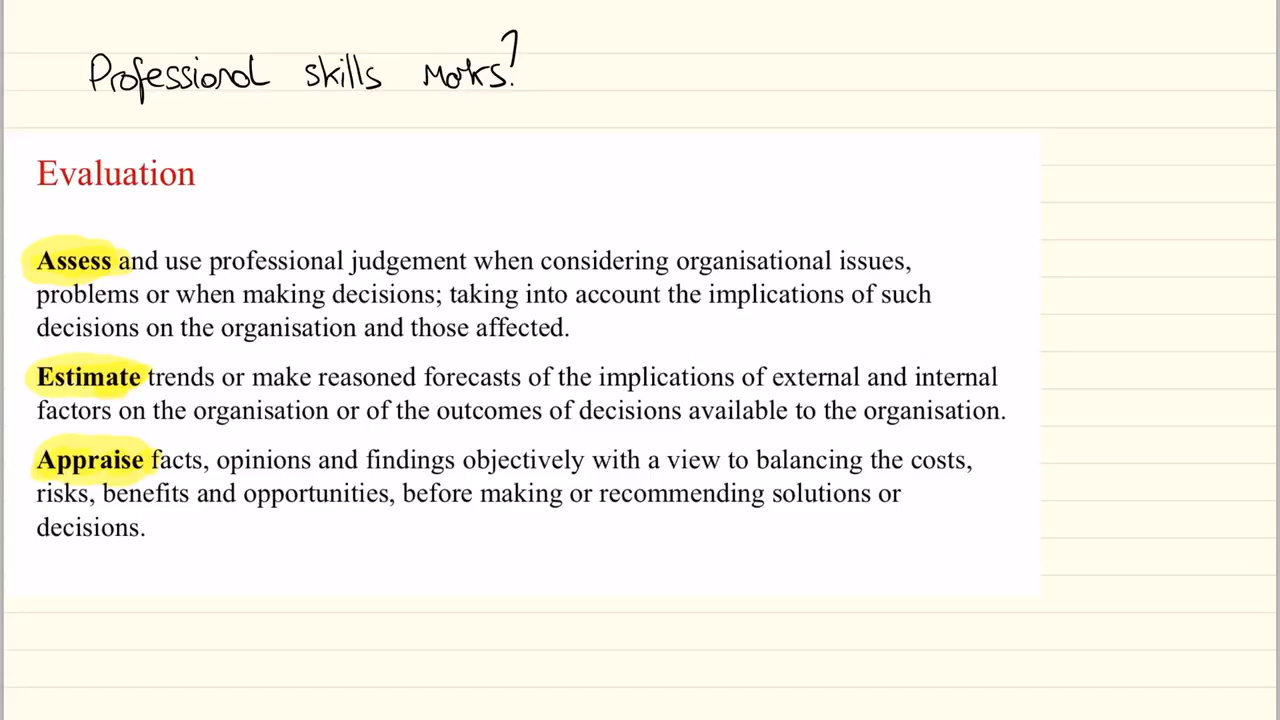 Professional skills marks?
Evaluation
Assess and use professional judgement when considering organisational issues,
problems or when making decisions; taking into account the implications of such
decisions on the organisation and those affected.
Estimate trends or make reasoned forecasts of the implications of external and internal
factors on the organisation or of the outcomes of decisions available to the organisation.
Appraise facts, opinions and findings objectively with a view to balancing the costs,
risks, benefits and opportunities, before making or recommending solutions or
decisions.